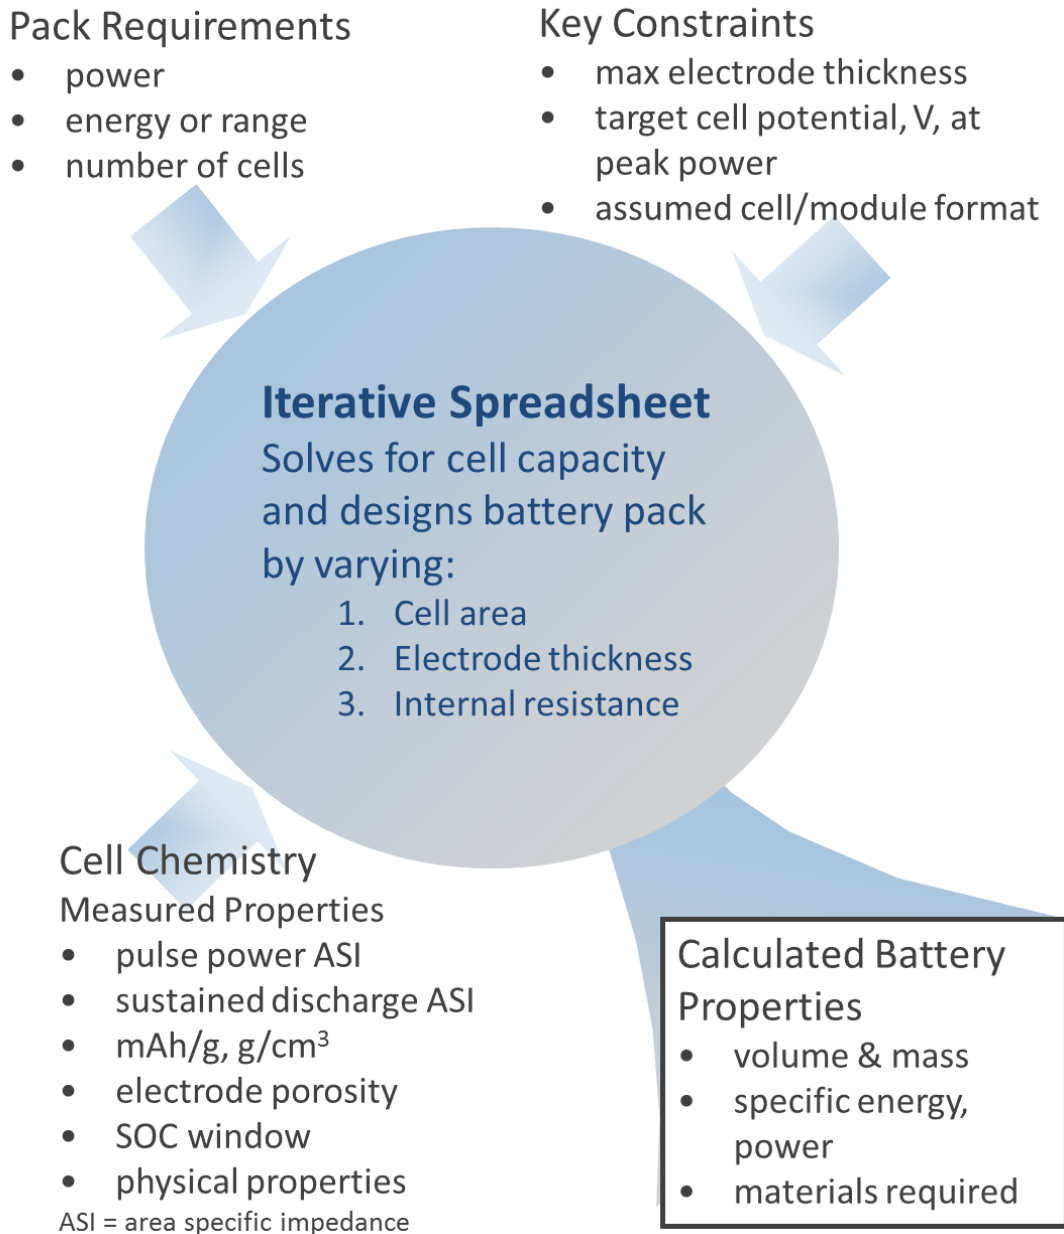 Pack Requirements
• power
• energy or range
• number of cells
Key Constraints
• max electrode thickness
• target cell potential, V, at
peak power
• assumed cell/module format
Iterative Spreadsheet
Solves for cell capacity
and designs battery pack
by varying:
1. Cell area
2. Electrode thickness
3. Internal resistance
Cell Chemistry
Measured Properties
• pulse power ASI
• sustained discharge ASI
• mAh/g, g/cm³
• electrode porosity
• SOC window
• physical properties
ASI = area specific impedance
Calculated Battery
Properties
• volume & mass
• specific energy,
power
• materials required